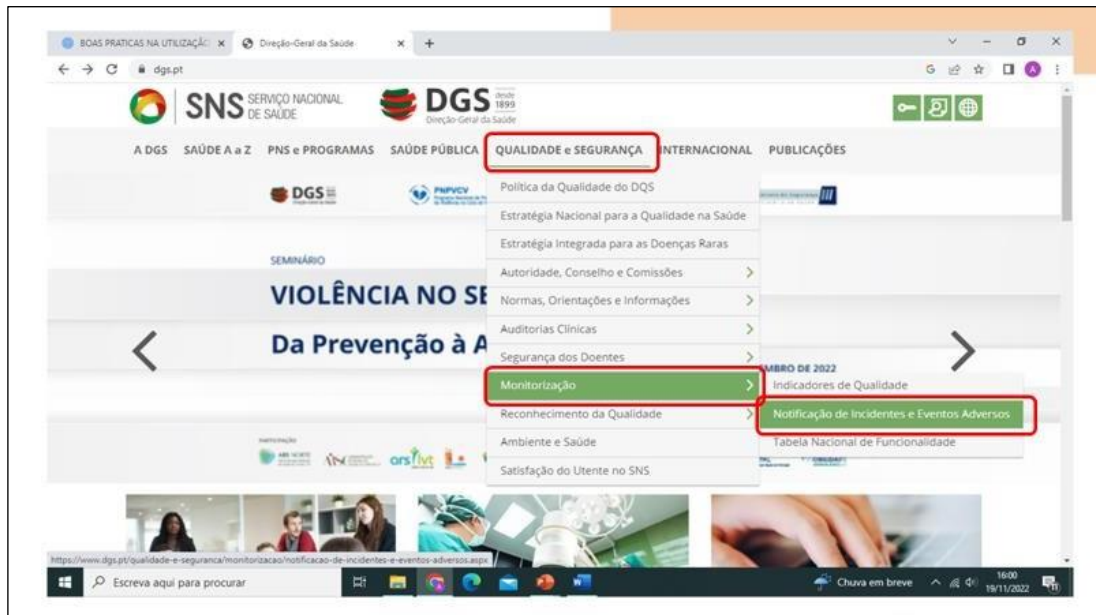 BOAS PRATICAS NA UTILIZAÇÃ
Direção-Geral da Saúde
dgs.pt
SNS SERVIÇO NACIONAL
DE SAÚDE
DGS desde
1899
Direção-Geral da Saúde
A DGS SAÚDE A a Z PNS e PROGRAMAS SAÚDE PÚBLICA QUALIDADE e SEGURANÇA INTERNACIONAL PUBLICAÇÕES
DGS
PNPVCV
Política da Qualidade do DQS
Estratégia Nacional para a Qualidade na Saúde
Estratégia Integrada para as Doenças Raras
SEMINÁRIO
Autoridade, Conselho e Comissões
VIOLÊNCIA NO SE
Normas, Orientações e Informações
Auditorias Clínicas
Da Prevenção à A
Segurança dos Doentes
MBRO DE 2022
Monitorização
Indicadores de Qualidade
Reconhecimento da Qualidade
Notificação de Incidentes e Eventos Adversos
Ambiente e Saúde
Tabela Nacional de Funcionalidade
Satisfação do Utente no SNS
ars lvt
https://www.dgs.pt/qualidade-e-seguranca/monitorizacao/notificacao-de-incidentes-e-eventos-adversos.aspx
Escreva aqui para procurar
Chuva em breve
16:00
19/11/2022